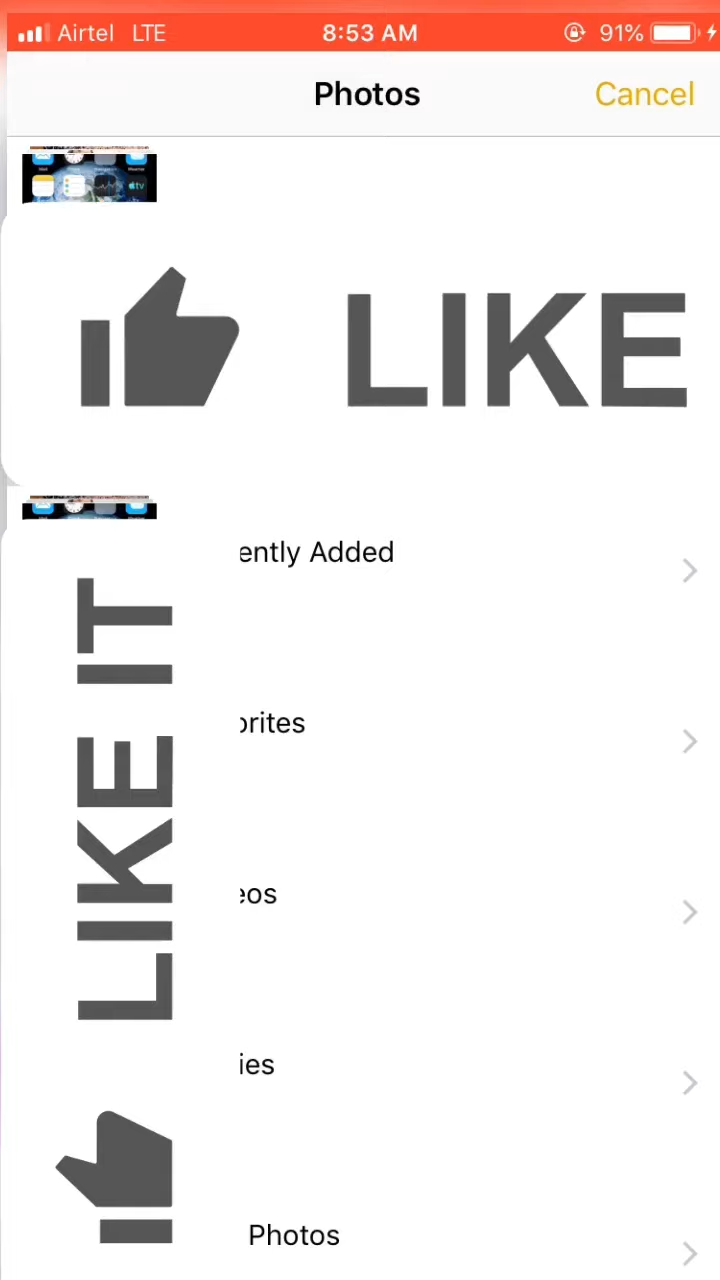 Airtel LTE 8:53 AM 91%
Photos Cancel
LIKE
ently Added
LIKE IT
orites
eos
ies
Photos